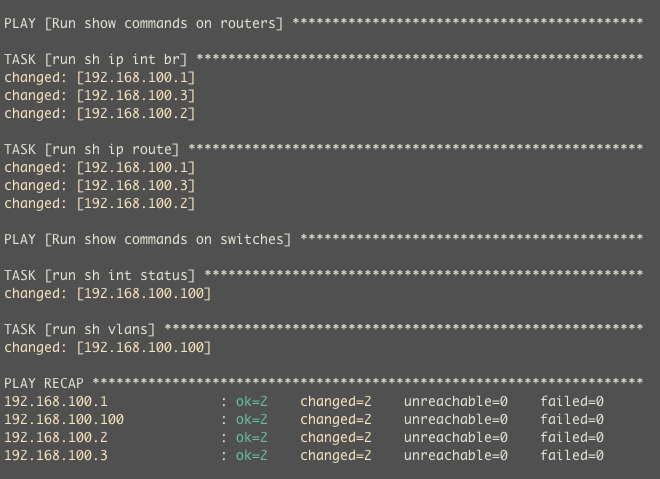 PLAY [Run show commands on routers] ********************************************
TASK [run sh ip int br] ********************************************************
changed: [192.168.100.1]
changed: [192.168.100.3]
changed: [192.168.100.2]
TASK [run sh ip route] *********************************************************
changed: [192.168.100.1]
changed: [192.168.100.3]
changed: [192.168.100.2]
PLAY [Run show commands on switches] *******************************************
TASK [run sh int status] *******************************************************
changed: [192.168.100.100]
TASK [run sh vlans] ************************************************************
changed: [192.168.100.100]
PLAY RECAP *********************************************************************
192.168.100.1              : ok=2    changed=2    unreachable=0    failed=0
192.168.100.100            : ok=2    changed=2    unreachable=0    failed=0
192.168.100.2              : ok=2    changed=2    unreachable=0    failed=0
192.168.100.3              : ok=2    changed=2    unreachable=0    failed=0